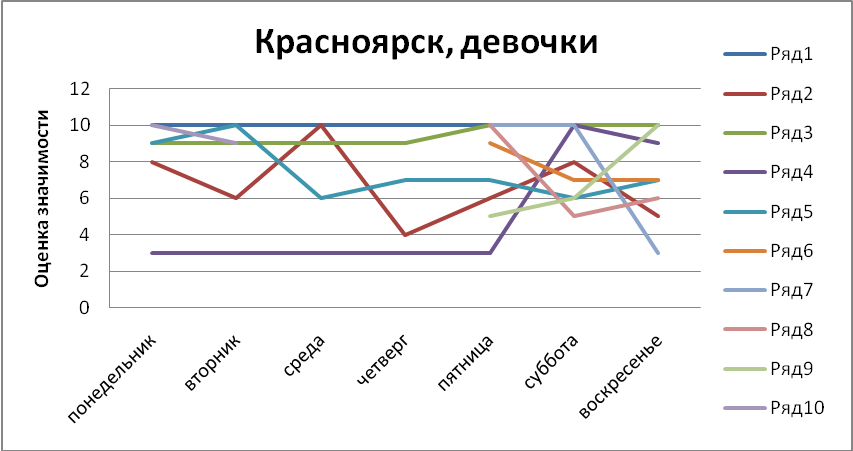 Красноярск, девочки
Оценка значимости
12
10
8
6
4
2
0
понедельник
вторник
среда
четверг
пятница
суббота
воскресенье
Ряд1
Ряд2
Ряд3
Ряд4
Ряд5
Ряд6
Ряд7
Ряд8
Ряд9
Ряд10